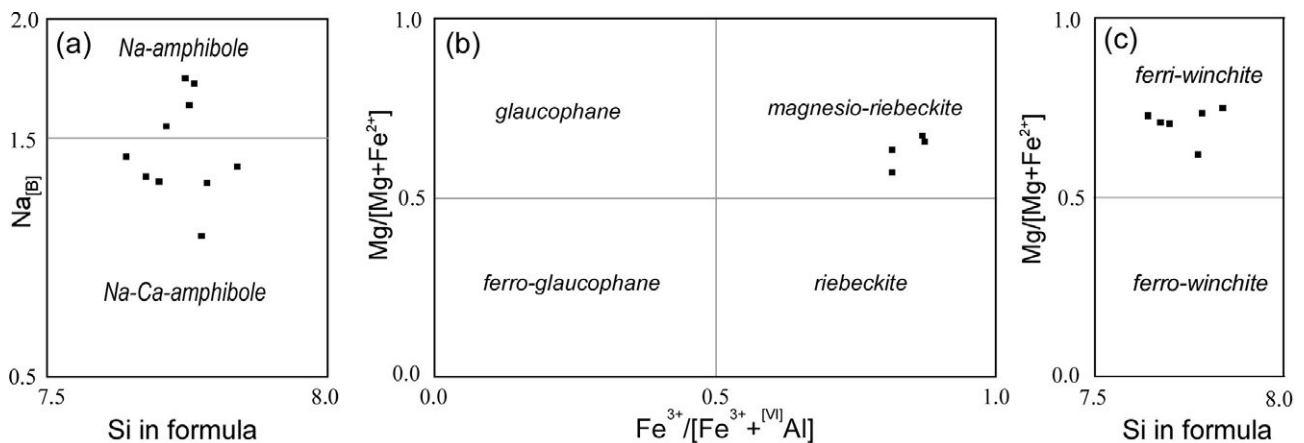 (a)
Na-amphibole
Na-Ca-amphibole
2.0
1.5
0.5
Na[B]
7.5 8.0
Si in formula
(b)
glaucophane magnesio-riebeckite
ferro-glaucophane riebeckite
1.0
0.5
0.0
Mg/[Mg+Fe²⁺]
0.0 0.5 1.0
Fe³⁺/[Fe³⁺+[VI]Al]
(c)
ferri-winchite
ferro-winchite
1.0
0.5
0.0
Mg/[Mg+Fe²⁺]
7.5 8.0
Si in formula